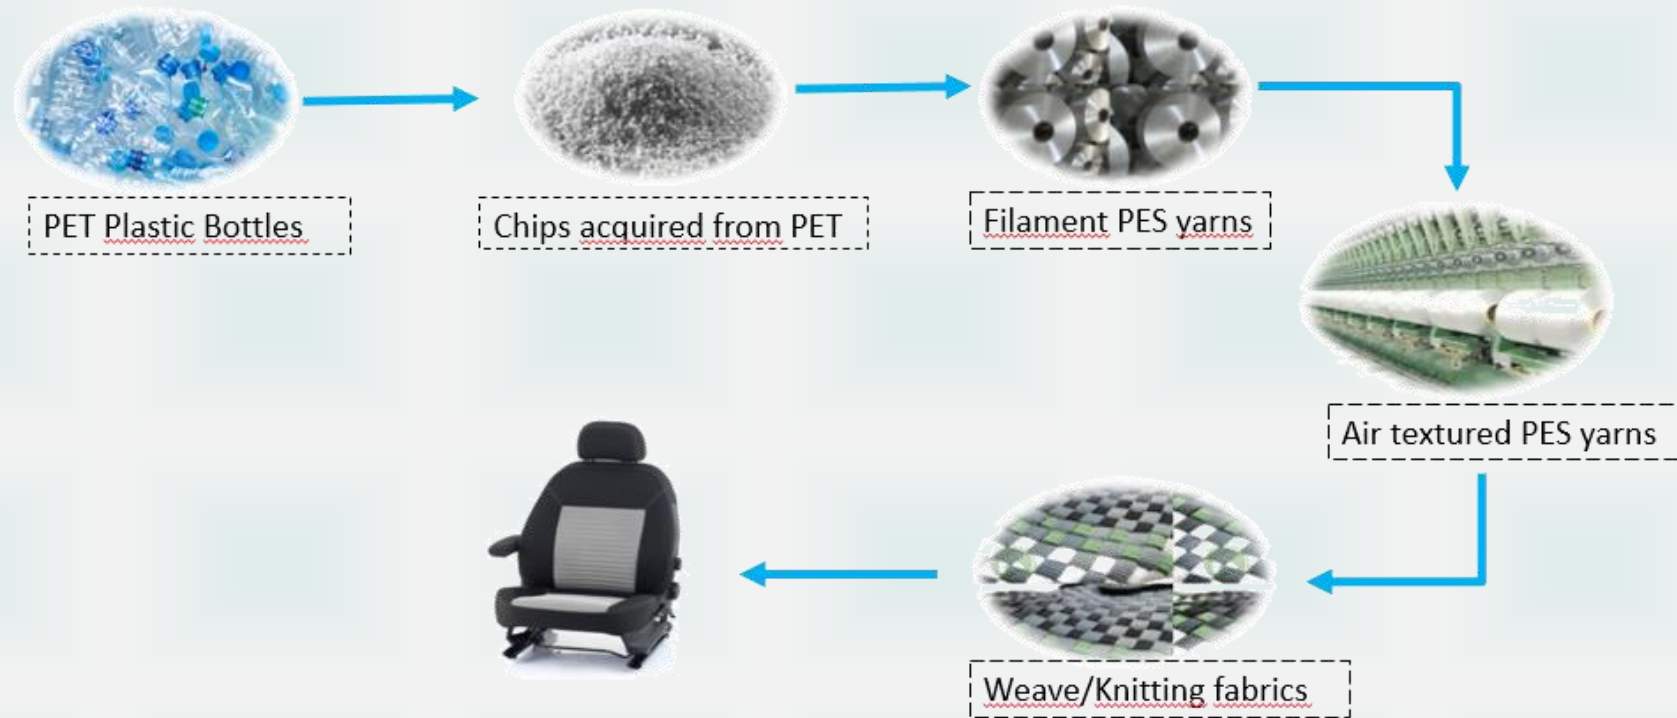 PET Plastic Bottles
Chips acquired from PET
Filament PES yarns
Air textured PES yarns
Weave/Knitting fabrics